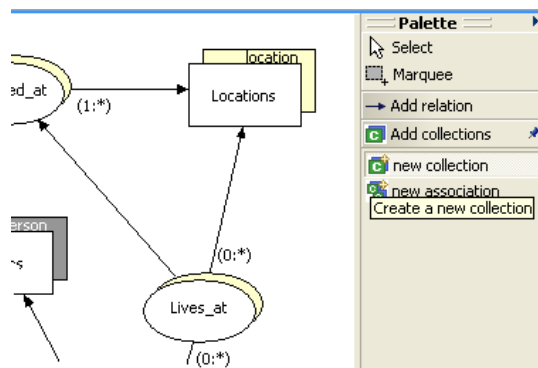 Palette
Select
location
Marquee
ed_at
Locations
(1:*)
Add relation
Add collections
new collection
new association
Create a new collection
erson
(0:*)
Lives_at
(0:*)